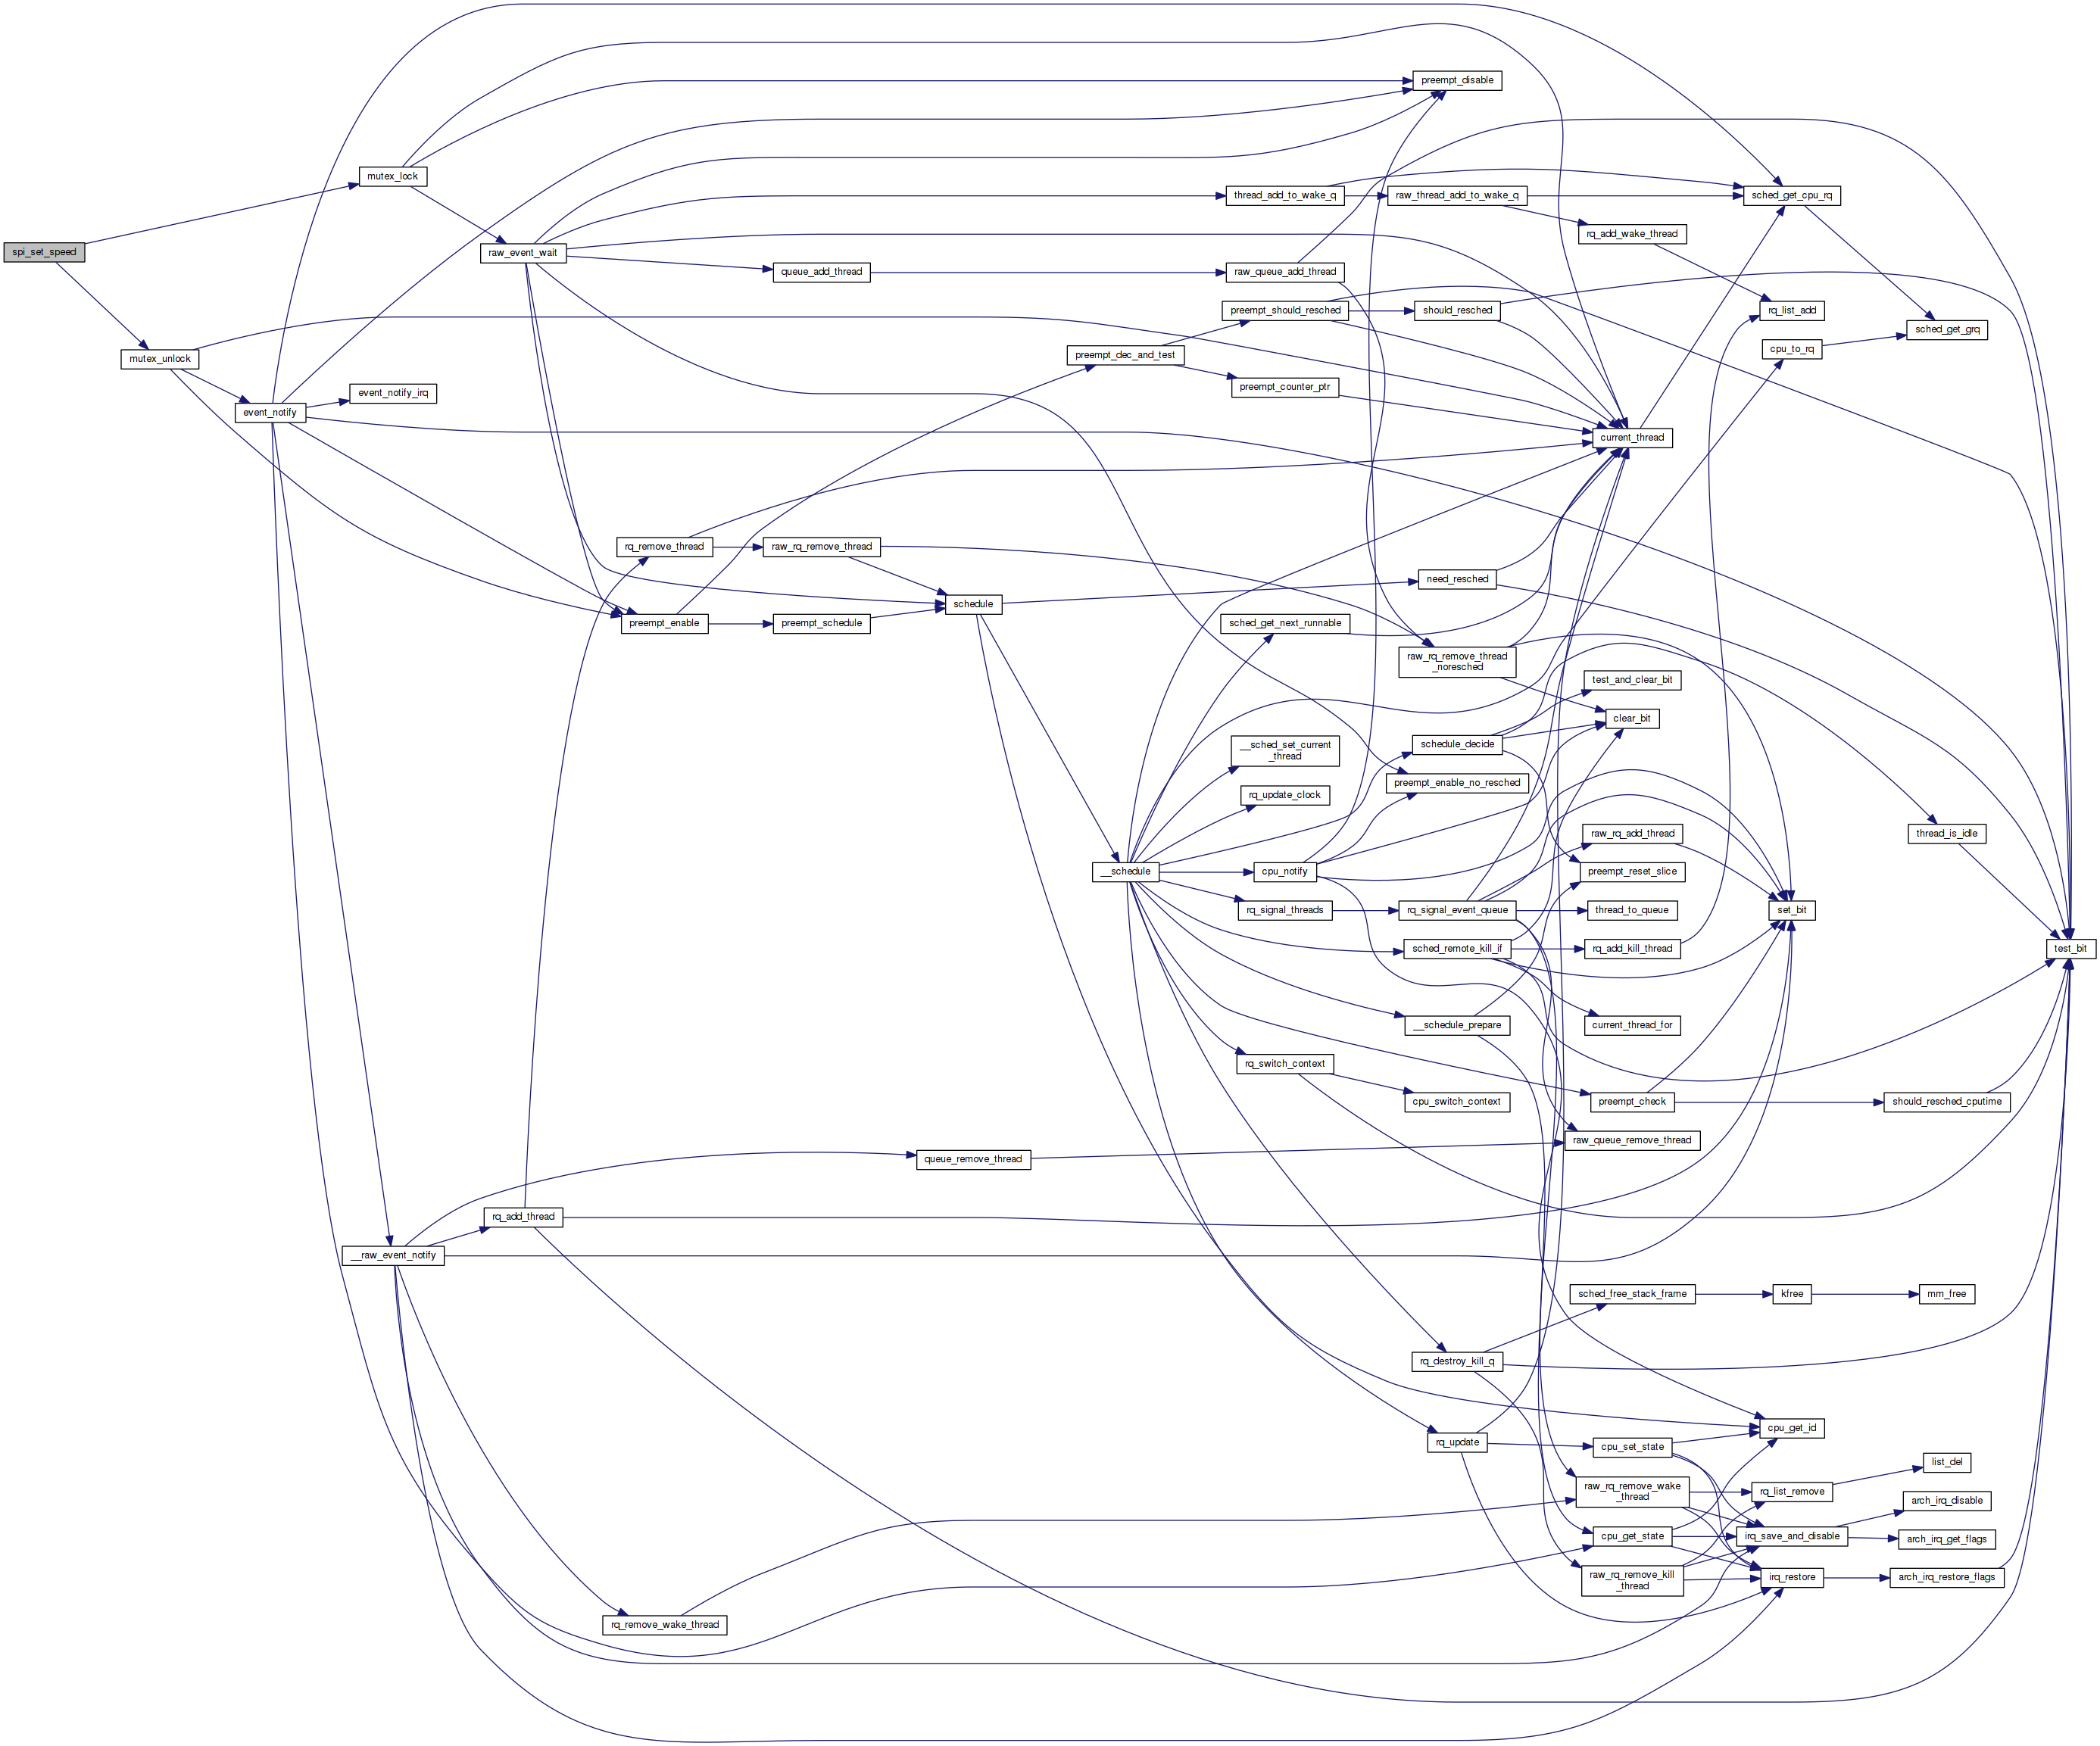 preempt_disable
mutex_lock
thread_add_to_wake_q
raw_thread_add_to_wake_q
sched_get_cpu_rq
rq_add_wake_thread
spi_set_speed
raw_event_wait
queue_add_thread
raw_queue_add_thread
preempt_should_resched
should_resched
rq_list_add
sched_get_grq
mutex_unlock
preempt_dec_and_test
cpu_to_rq
preempt_counter_ptr
event_notify_irq
event_notify
current_thread
rq_remove_thread
raw_rq_remove_thread
need_resched
schedule
preempt_enable
preempt_schedule
sched_get_next_runnable
raw_rq_remove_thread
_noresched
test_and_clear_bit
clear_bit
schedule_decide
__sched_set_current
_thread
preempt_enable_no_resched
rq_update_clock
raw_rq_add_thread
thread_is_idle
__schedule
cpu_notify
preempt_reset_slice
rq_signal_threads
rq_signal_event_queue
thread_to_queue
set_bit
sched_remote_kill_if
rq_add_kill_thread
test_bit
__schedule_prepare
current_thread_for
rq_switch_context
cpu_switch_context
preempt_check
should_resched_cputime
raw_queue_remove_thread
queue_remove_thread
rq_add_thread
__raw_event_notify
sched_free_stack_frame
kfree
mm_free
rq_destroy_kill_q
cpu_get_id
rq_update
cpu_set_state
list_del
raw_rq_remove_wake
_thread
rq_list_remove
arch_irq_disable
cpu_get_state
irq_save_and_disable
arch_irq_get_flags
raw_rq_remove_kill
_thread
irq_restore
arch_irq_restore_flags
rq_remove_wake_thread